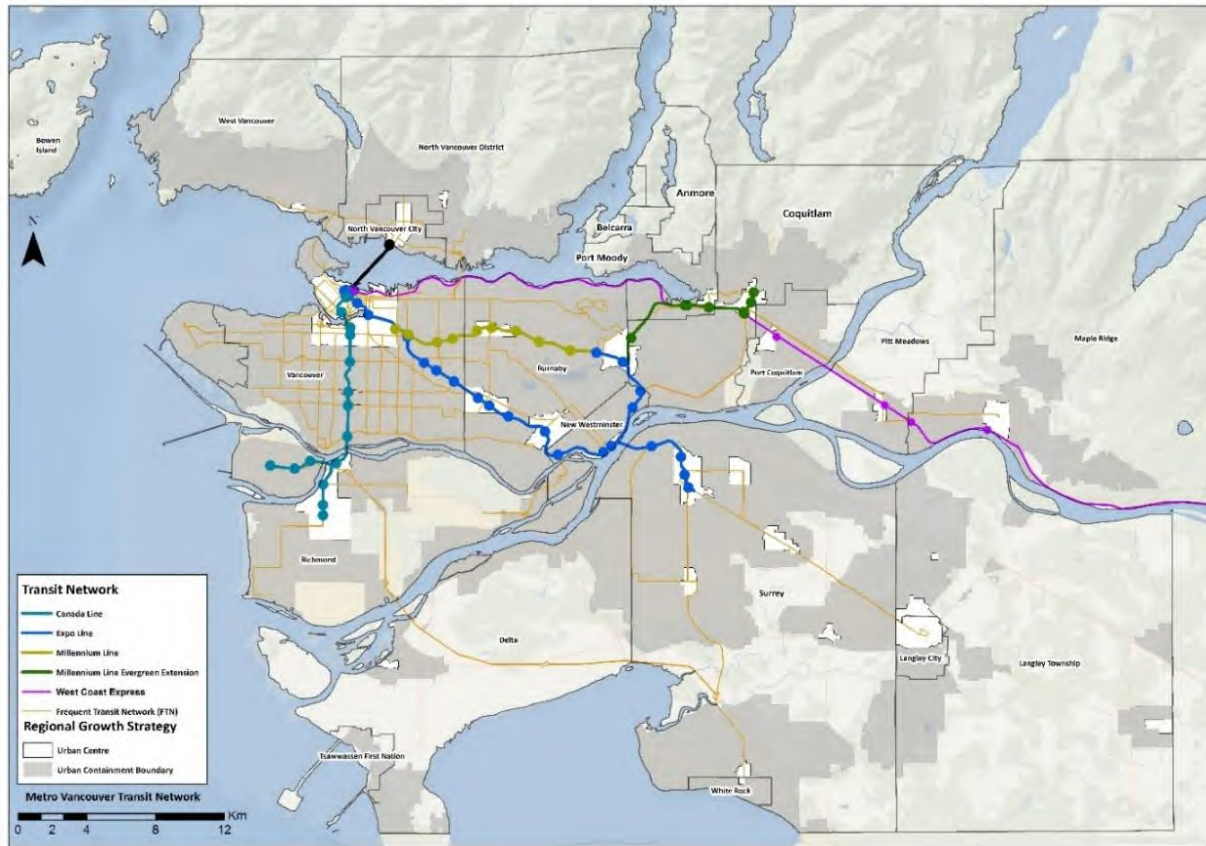 West Vancouver
Bowen
Island
North Vancouver District
Anmore
Coquitlam
North Vancouver City
Belcarra
Port Moody
N
Pitt Meadows
Maple Ridge
Vancouver
Burnaby
Port Coquitlam
New Westminster
Richmond
Surrey
Delta
Langley City
Langley Township
Tsawwassen First Nation
White Rock
Transit Network
Canada Line
Expo Line
Millennium Line
Millennium Line Evergreen Extension
West Coast Express
Frequent Transit Network (FTN)
Regional Growth Strategy
Urban Centre
Urban Containment Boundary
Metro Vancouver Transit Network
Km
0 2 4 8 12